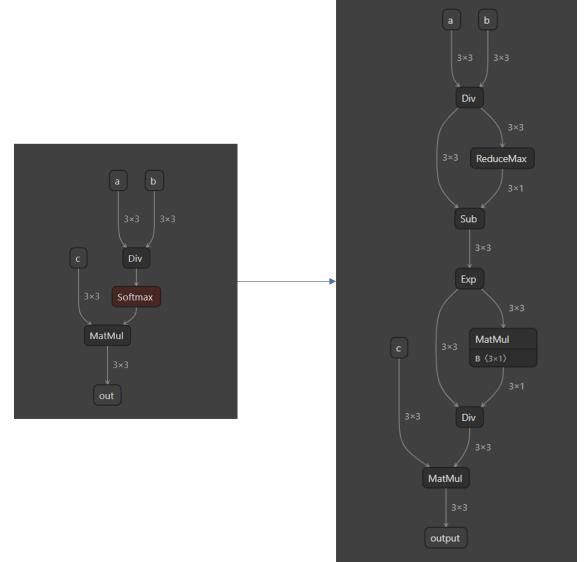 a b
3×3 3×3
Div
c
3×3
Softmax
MatMul
3×3
out
a b
3×3 3×3
Div
3×3
3×3
ReduceMax
3×1
Sub
3×3
Exp
3×3
3×3
MatMul
B 〈3×1〉
c
3×1
3×3
Div
3×3
MatMul
3×3
output